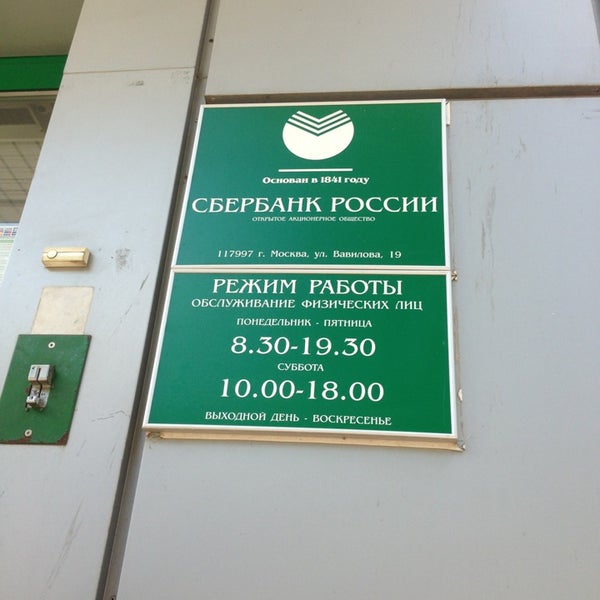 Основан в 1841 году
СБЕРБАНК РОССИИ
ОТКРЫТОЕ АКЦИОНЕРНОЕ ОБЩЕСТВО
117997 г. Москва, ул. Вавилова, 19
РЕЖИМ РАБОТЫ
ОБСЛУЖИВАНИЕ ФИЗИЧЕСКИХ ЛИЦ
ПОНЕДЕЛЬНИК - ПЯТНИЦА
8.30-19.30
СУББОТА
10.00-18.00
ВЫХОДНОЙ ДЕНЬ - ВОСКРЕСЕНЬЕ